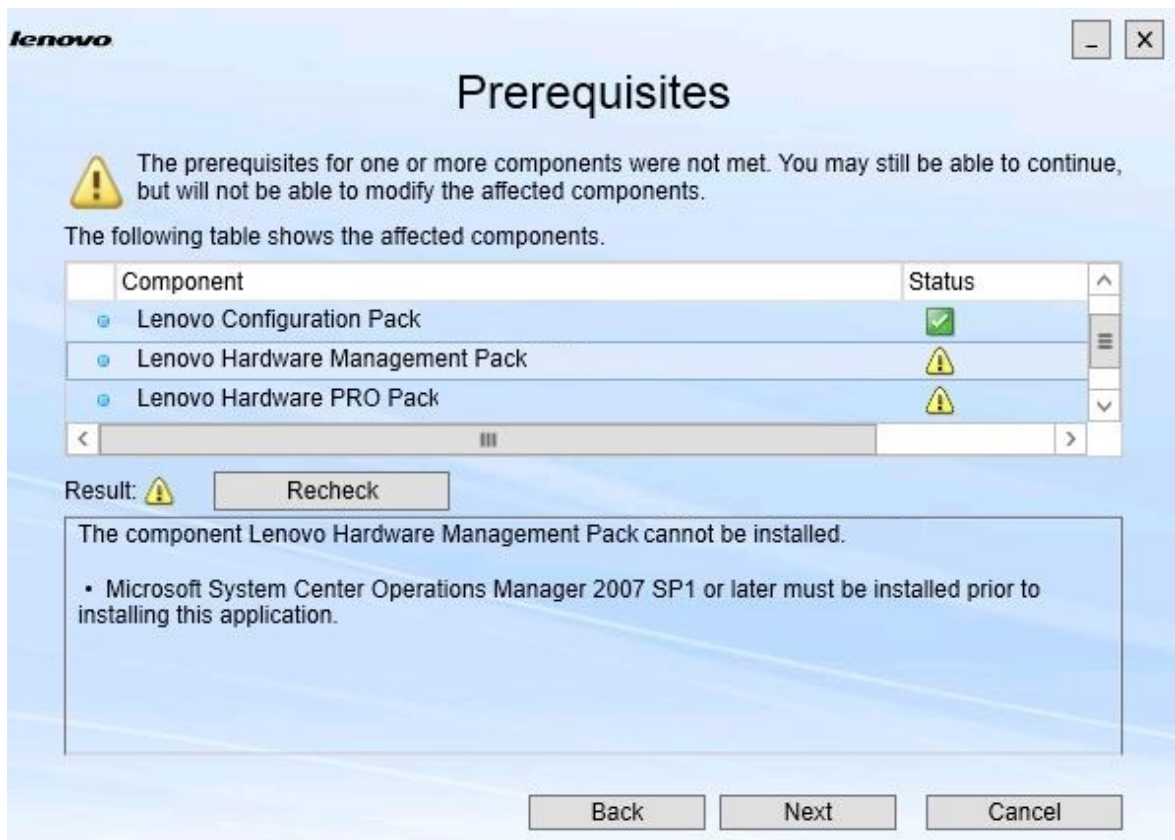 lenovo
Prerequisites
The prerequisites for one or more components were not met. You may still be able to continue,
but will not be able to modify the affected components.
The following table shows the affected components.
Component Status
Lenovo Configuration Pack
Lenovo Hardware Management Pack
Lenovo Hardware PRO Pack
Result: Recheck
The component Lenovo Hardware Management Pack cannot be installed.
• Microsoft System Center Operations Manager 2007 SP1 or later must be installed prior to
installing this application.
Back Next Cancel